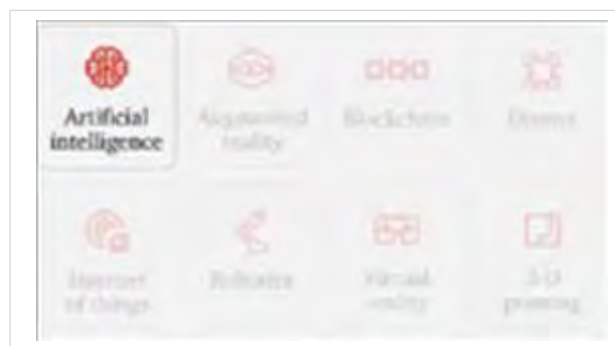 Artificial
intelligence
Augmented
reality
Blockchain
Drones
Internet
of things
Robotics
Virtual
reality
3-D
printing